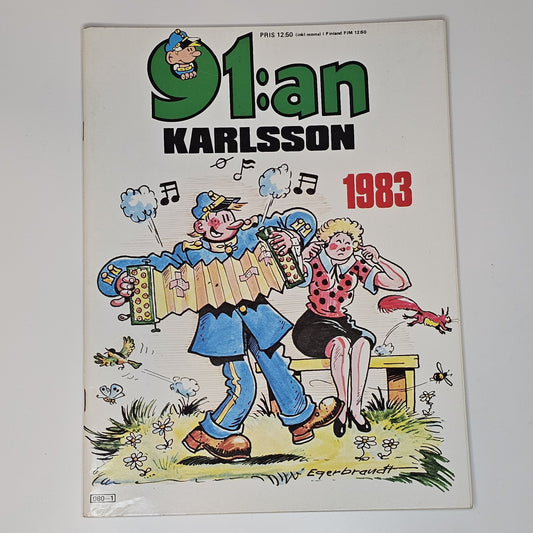 PRIS 12:50 (inkl moms) I Finland FIM 12:60
91:an
KARLSSON
1983
Egerbrandt
080-1